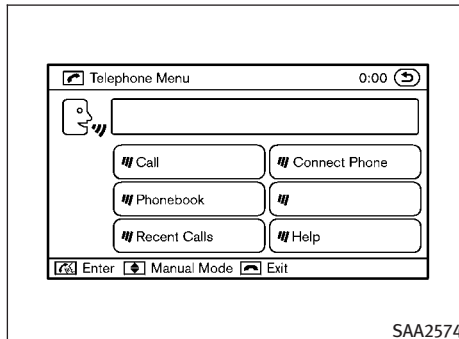 Telephone Menu 0:00
Call Connect Phone
Phonebook
Recent Calls Help
Enter Manual Mode Exit
SAA2574